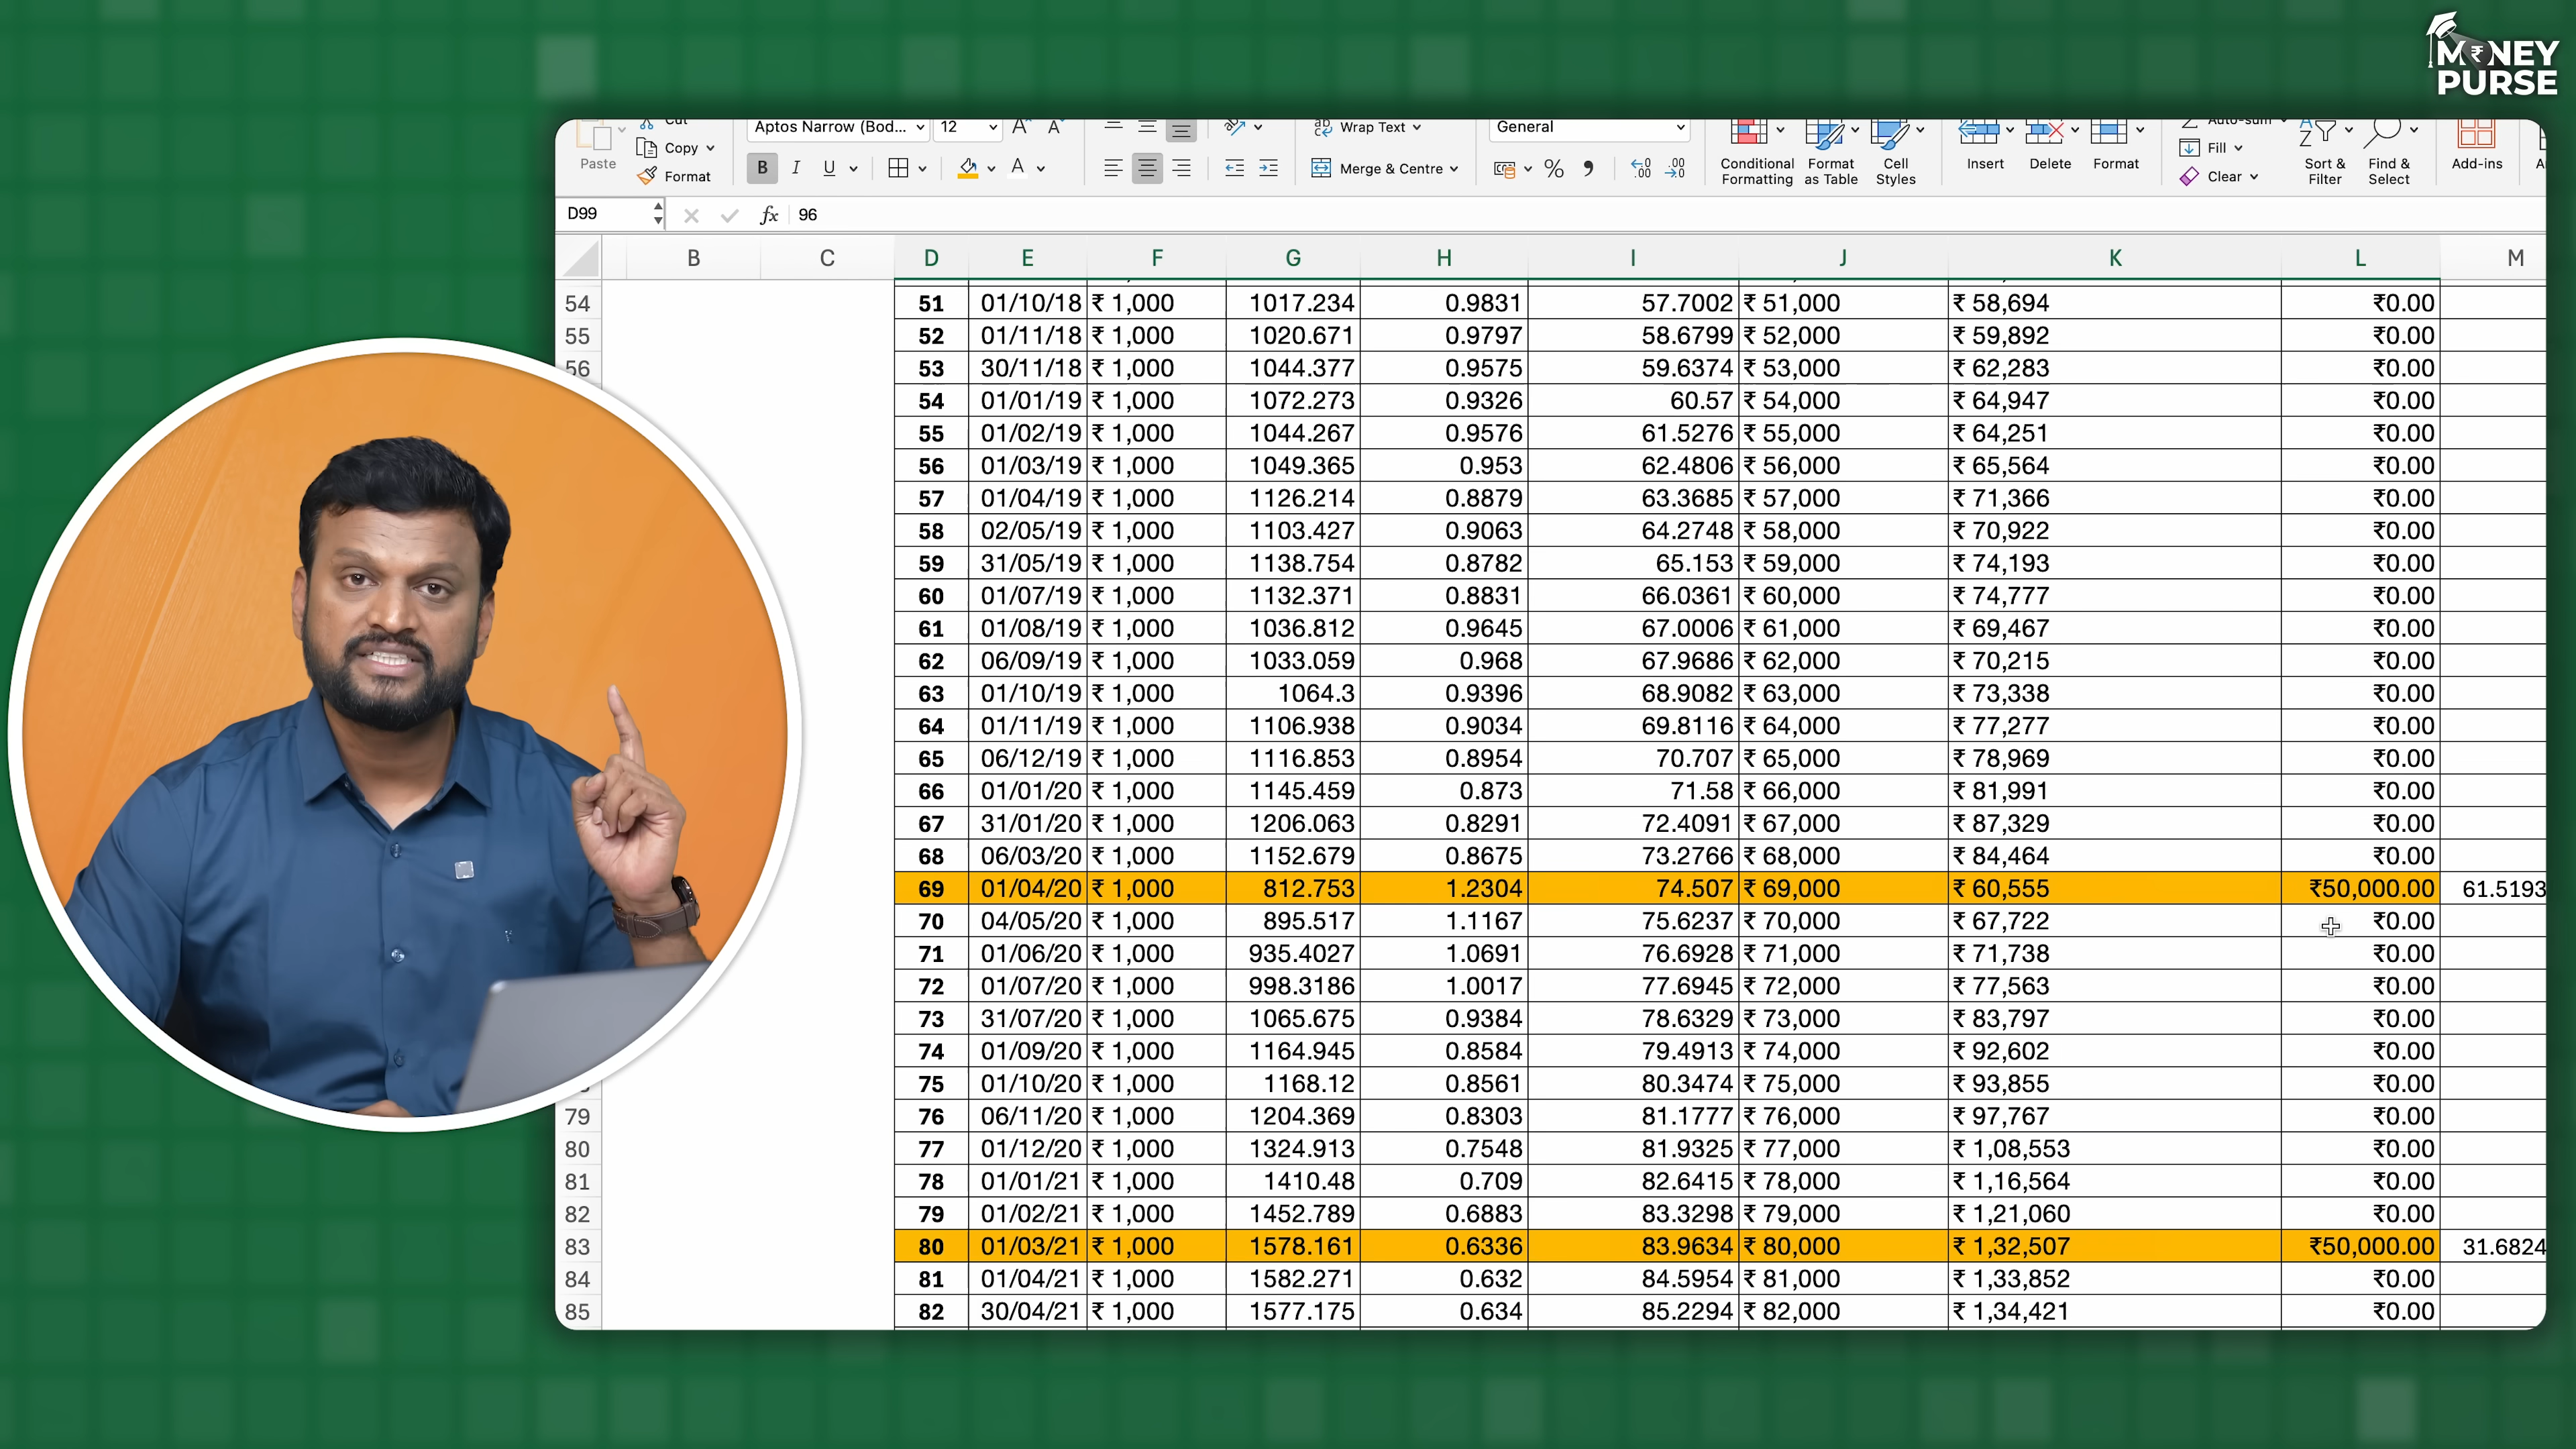 MONEY
PURSE
Cut
Aptos Narrow (Bod... 12 A A
Wrap Text
General
Auto-sum
Paste
Copy
Format
B I U A
Merge & Centre
% , .00 .00
Conditional
Formatting
Format
as Table
Cell
Styles
Insert
Delete
Format
Fill
Clear
Sort &
Filter
Find &
Select
Add-ins
D99 fx 96
B C D E F G H I J K L M
54 51 01/10/18 ₹ 1,000 1017.234 0.9831 57.7002 ₹ 51,000 ₹ 58,694 ₹0.00
55 52 01/11/18 ₹ 1,000 1020.671 0.9797 58.6799 ₹ 52,000 ₹ 59,892 ₹0.00
56 53 30/11/18 ₹ 1,000 1044.377 0.9575 59.6374 ₹ 53,000 ₹ 62,283 ₹0.00
54 01/01/19 ₹ 1,000 1072.273 0.9326 60.57 ₹ 54,000 ₹ 64,947 ₹0.00
55 01/02/19 ₹ 1,000 1044.267 0.9576 61.5276 ₹ 55,000 ₹ 64,251 ₹0.00
56 01/03/19 ₹ 1,000 1049.365 0.953 62.4806 ₹ 56,000 ₹ 65,564 ₹0.00
57 01/04/19 ₹ 1,000 1126.214 0.8879 63.3685 ₹ 57,000 ₹ 71,366 ₹0.00
58 02/05/19 ₹ 1,000 1103.427 0.9063 64.2748 ₹ 58,000 ₹ 70,922 ₹0.00
59 31/05/19 ₹ 1,000 1138.754 0.8782 65.153 ₹ 59,000 ₹ 74,193 ₹0.00
60 01/07/19 ₹ 1,000 1132.371 0.8831 66.0361 ₹ 60,000 ₹ 74,777 ₹0.00
61 01/08/19 ₹ 1,000 1036.812 0.9645 67.0006 ₹ 61,000 ₹ 69,467 ₹0.00
62 06/09/19 ₹ 1,000 1033.059 0.968 67.9686 ₹ 62,000 ₹ 70,215 ₹0.00
63 01/10/19 ₹ 1,000 1064.3 0.9396 68.9082 ₹ 63,000 ₹ 73,338 ₹0.00
64 01/11/19 ₹ 1,000 1106.938 0.9034 69.8116 ₹ 64,000 ₹ 77,277 ₹0.00
65 06/12/19 ₹ 1,000 1116.853 0.8954 70.707 ₹ 65,000 ₹ 78,969 ₹0.00
66 01/01/20 ₹ 1,000 1145.459 0.873 71.58 ₹ 66,000 ₹ 81,991 ₹0.00
67 31/01/20 ₹ 1,000 1206.063 0.8291 72.4091 ₹ 67,000 ₹ 87,329 ₹0.00
68 06/03/20 ₹ 1,000 1152.679 0.8675 73.2766 ₹ 68,000 ₹ 84,464 ₹0.00
69 01/04/20 ₹ 1,000 812.753 1.2304 74.507 ₹ 69,000 ₹ 60,555 ₹50,000.00 61.5193
70 04/05/20 ₹ 1,000 895.517 1.1167 75.6237 ₹ 70,000 ₹ 67,722 ₹0.00
71 01/06/20 ₹ 1,000 935.4027 1.0691 76.6928 ₹ 71,000 ₹ 71,738 ₹0.00
72 01/07/20 ₹ 1,000 998.3186 1.0017 77.6945 ₹ 72,000 ₹ 77,563 ₹0.00
73 31/07/20 ₹ 1,000 1065.675 0.9384 78.6329 ₹ 73,000 ₹ 83,797 ₹0.00
74 01/09/20 ₹ 1,000 1164.945 0.8584 79.4913 ₹ 74,000 ₹ 92,602 ₹0.00
75 01/10/20 ₹ 1,000 1168.12 0.8561 80.3474 ₹ 75,000 ₹ 93,855 ₹0.00
79 76 06/11/20 ₹ 1,000 1204.369 0.8303 81.1777 ₹ 76,000 ₹ 97,767 ₹0.00
80 77 01/12/20 ₹ 1,000 1324.913 0.7548 81.9325 ₹ 77,000 ₹ 1,08,553 ₹0.00
81 78 01/01/21 ₹ 1,000 1410.48 0.709 82.6415 ₹ 78,000 ₹ 1,16,564 ₹0.00
82 79 01/02/21 ₹ 1,000 1452.789 0.6883 83.3298 ₹ 79,000 ₹ 1,21,060 ₹0.00
83 80 01/03/21 ₹ 1,000 1578.161 0.6336 83.9634 ₹ 80,000 ₹ 1,32,507 ₹50,000.00 31.6824
84 81 01/04/21 ₹ 1,000 1582.271 0.632 84.5954 ₹ 81,000 ₹ 1,33,852 ₹0.00
85 82 30/04/21 ₹ 1,000 1577.175 0.634 85.2294 ₹ 82,000 ₹ 1,34,421 ₹0.00